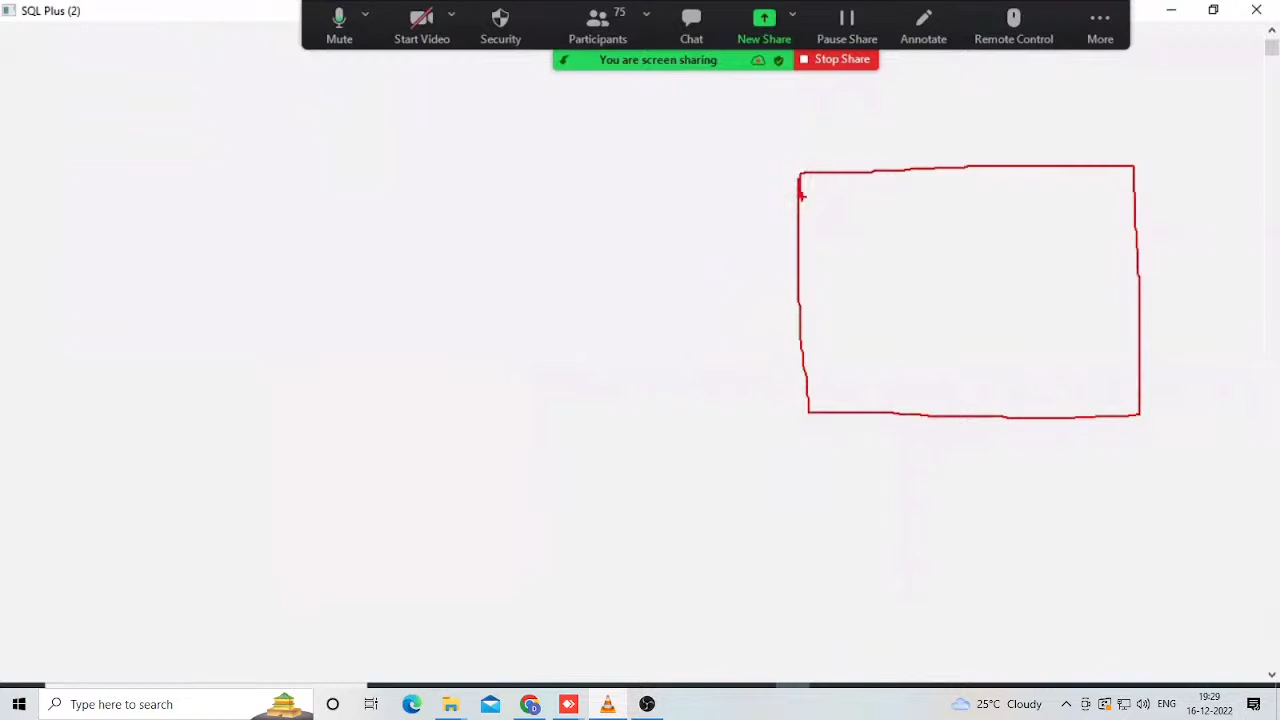 SQL Plus (2)
75
Mute
Start Video
Security
Participants
Chat
New Share
Pause Share
Annotate
Remote Control
More
You are screen sharing
Stop Share
Type here to search
25°C Cloudy
ENG
19:29
16-12-2022